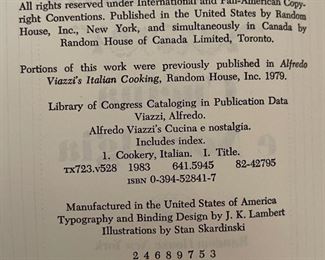 All rights reserved under International and Pan-American Copy-
right Conventions. Published in the United States by Random
House, Inc., New York, and simultaneously in Canada by
Random House of Canada Limited, Toronto.
Portions of this work were previously published in Alfredo
Viazzi's Italian Cooking, Random House, Inc. 1979.
Library of Congress Cataloging in Publication Data
Viazzi, Alfredo.
Alfredo Viazzi's Cucina e nostalgia.
Includes index.
1. Cookery, Italian. I. Title.
TX723.V528 1983 641.5945 82-42795
ISBN 0-394-52841-7
Manufactured in the United States of America
Typography and Binding Design by J. K. Lambert
Illustrations by Stan Skardinski
2 4 6 8 9 7 5 3